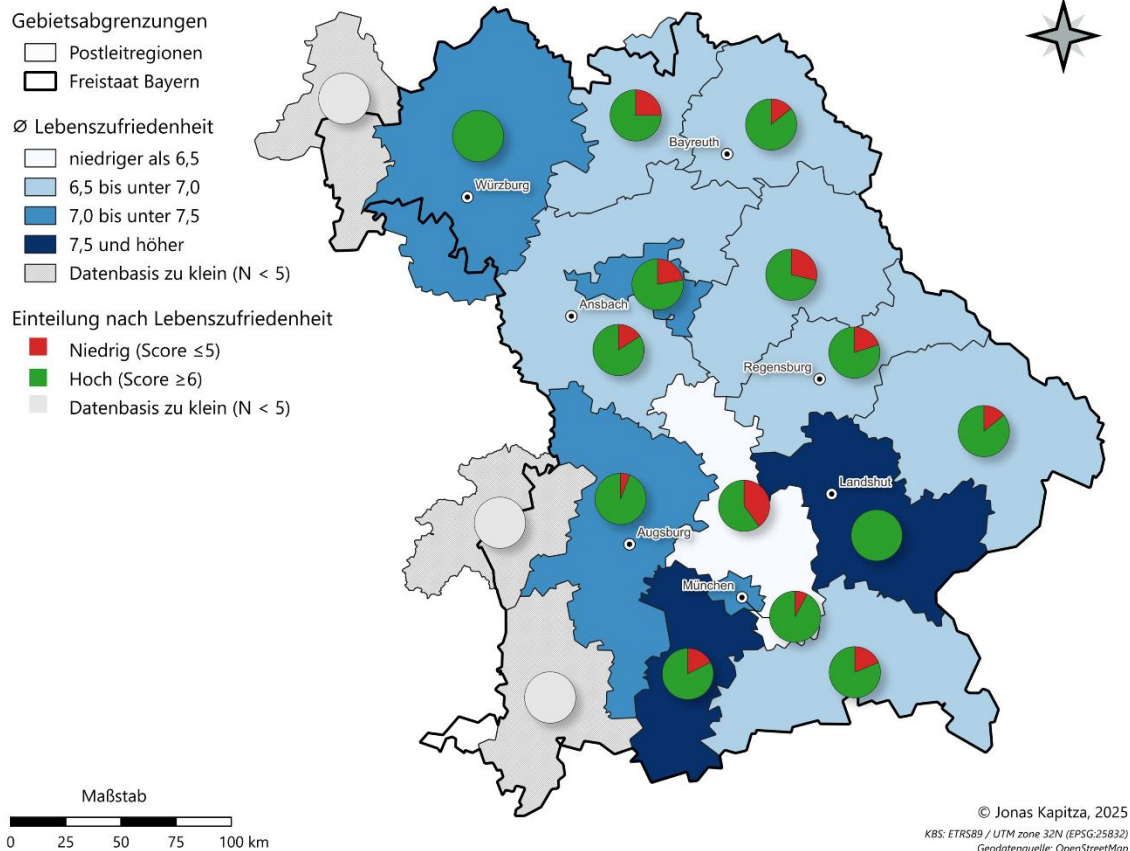 Gebietsabgrenzungen
Postleitregionen
Freistaat Bayern
Ø Lebenszufriedenheit
niedriger als 6,5
6,5 bis unter 7,0
7,0 bis unter 7,5
7,5 und höher
Datenbasis zu klein (N < 5)
Einteilung nach Lebenszufriedenheit
Niedrig (Score ≤5)
Hoch (Score ≥6)
Datenbasis zu klein (N < 5)
Bayreuth
Würzburg
Ansbach
Regensburg
Landshut
Augsburg
München
Maßstab
0 25 50 75 100 km
© Jonas Kapitza, 2025
KBS: ETRS89 / UTM zone 32N (EPSG:25832)
Geodatenquelle: OpenStreetMap